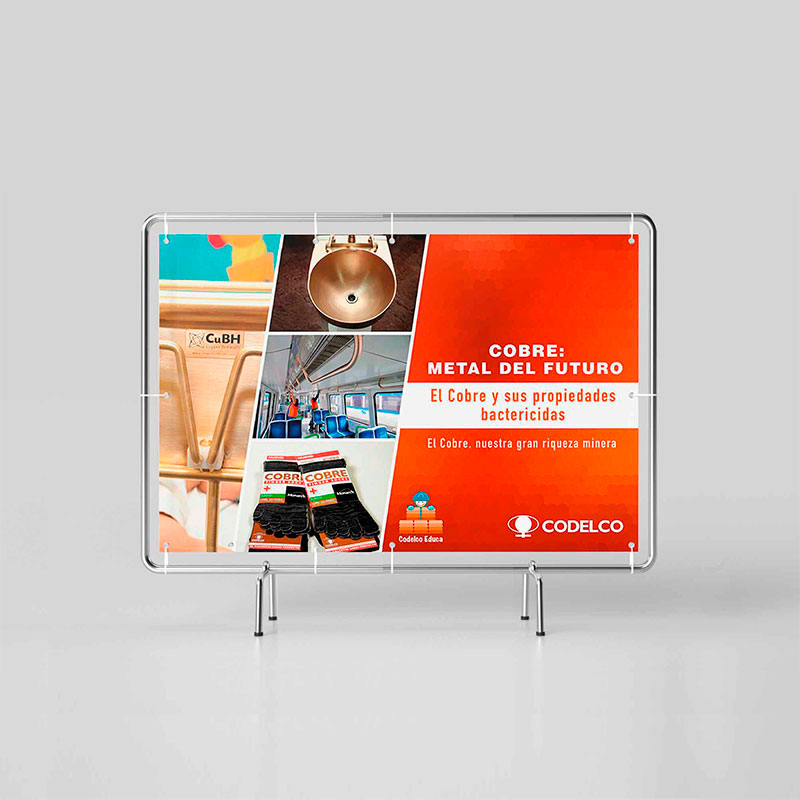 CuBH
COBRE
COBRE
Monarch
COBRE:
METAL DEL FUTURO
El Cobre y sus propiedades
bactericidas
El Cobre, nuestra gran riqueza minera
Codelco Educa
CODELCO